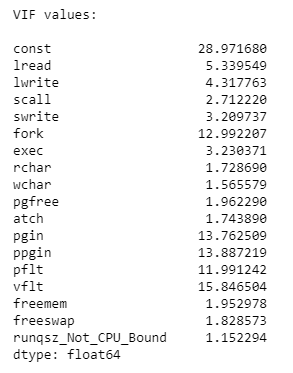 VIF values:

const                     28.971680
lread                      5.339549
lwrite                     4.317763
scall                      2.712220
swrite                     3.209737
fork                      12.992207
exec                       3.230371
rchar                      1.728690
wchar                      1.565579
pgfree                     1.962290
atch                       1.743890
pgin                      13.762509
ppgin                     13.887219
pflt                      11.991242
vflt                      15.846504
freemem                    1.952978
freeswap                   1.828573
runqsz_Not_CPU_Bound       1.152294
dtype: float64